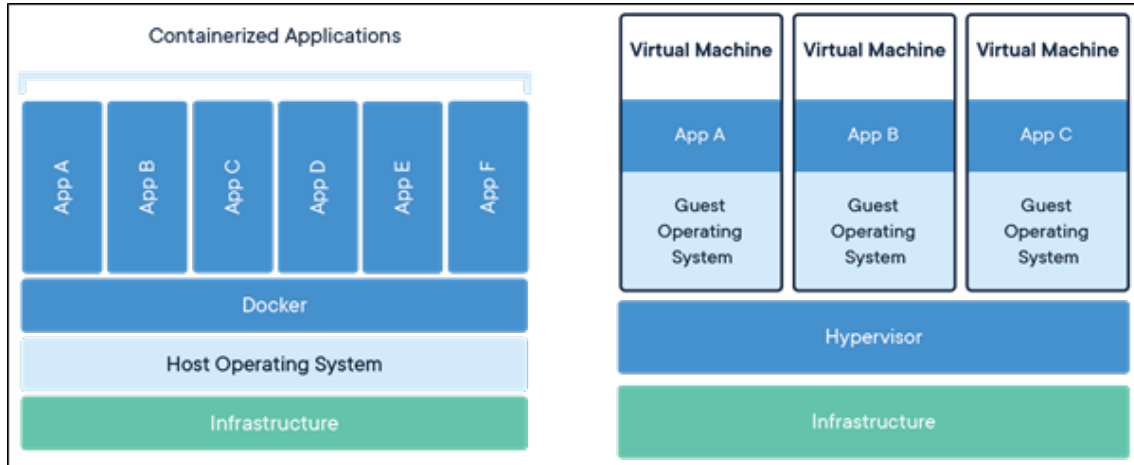 Containerized Applications
App A
App B
App C
App D
App E
App F
Docker
Host Operating System
Infrastructure
Virtual Machine
App A
Guest
Operating
System
Virtual Machine
App B
Guest
Operating
System
Virtual Machine
App C
Guest
Operating
System
Hypervisor
Infrastructure